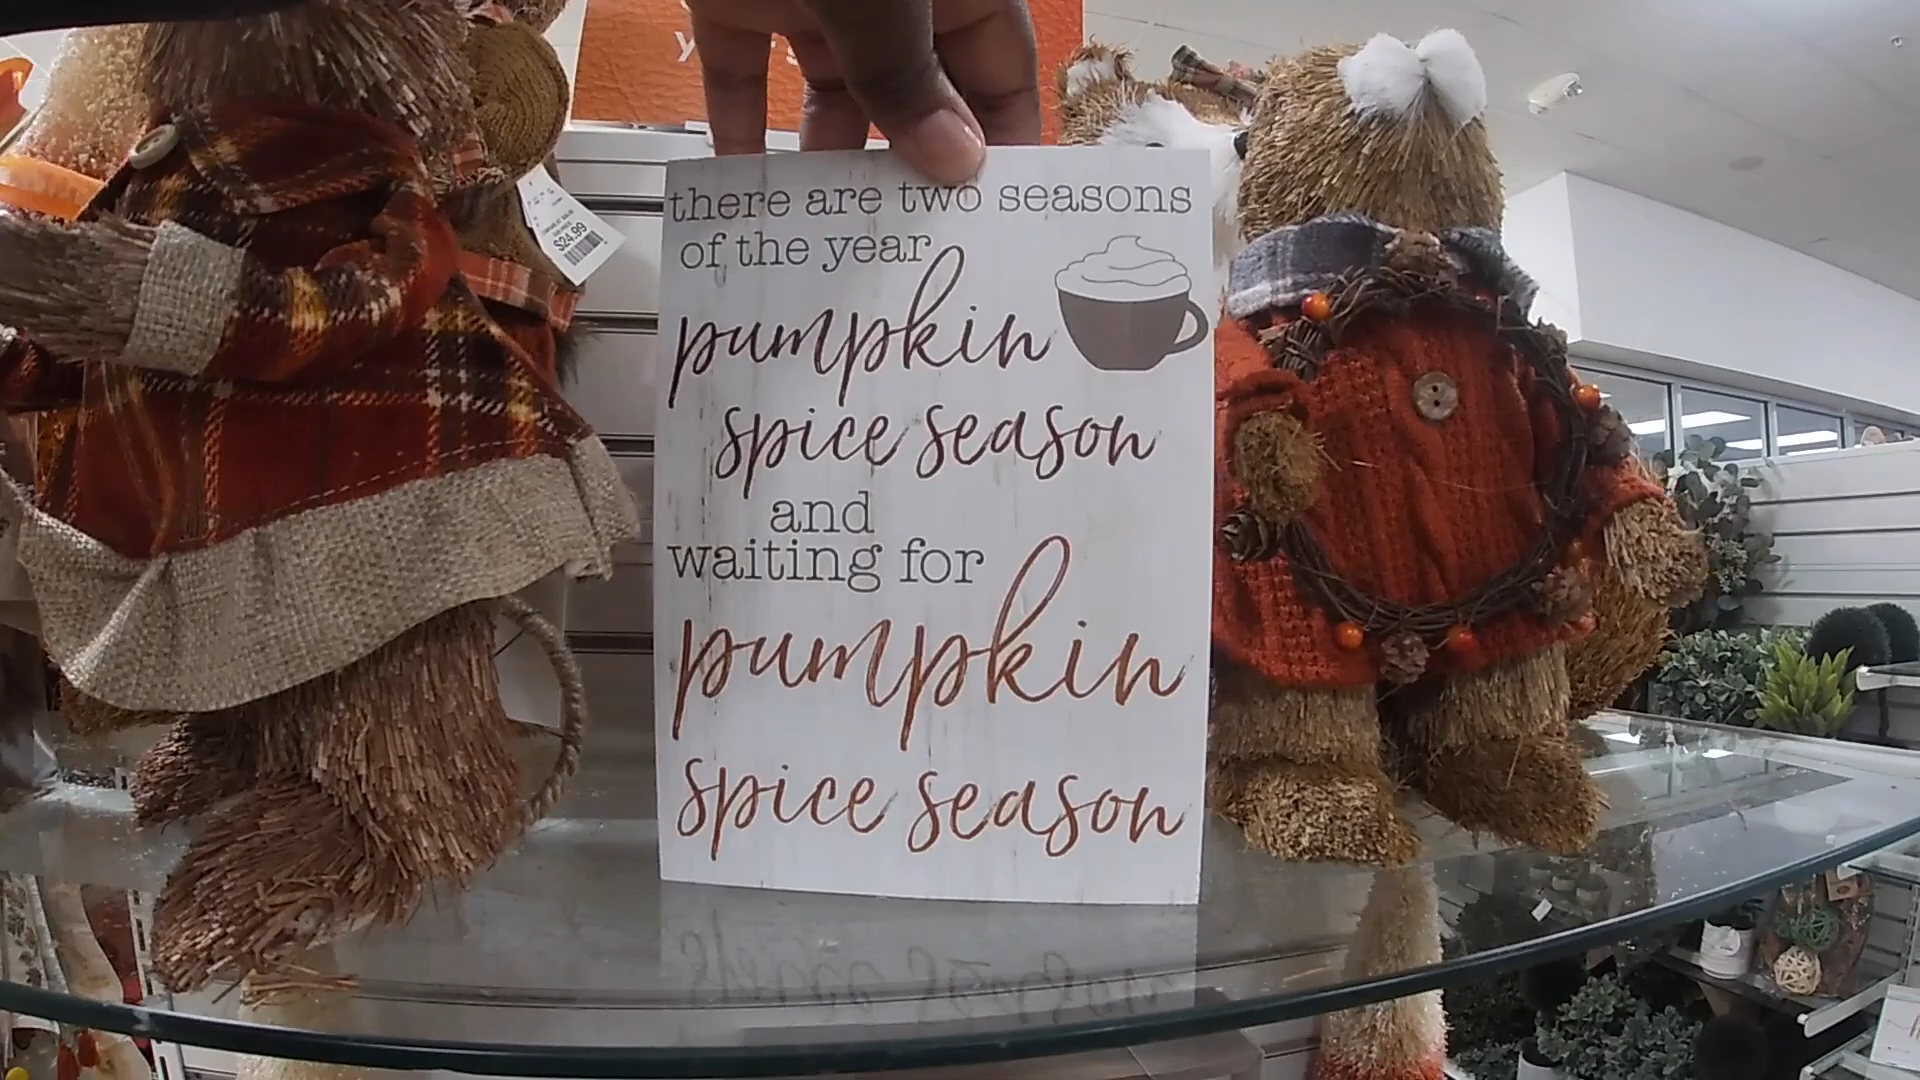 there are two seasons
of the year
pumpkin
spice season
and
waiting for
pumpkin
spice season
$24.99